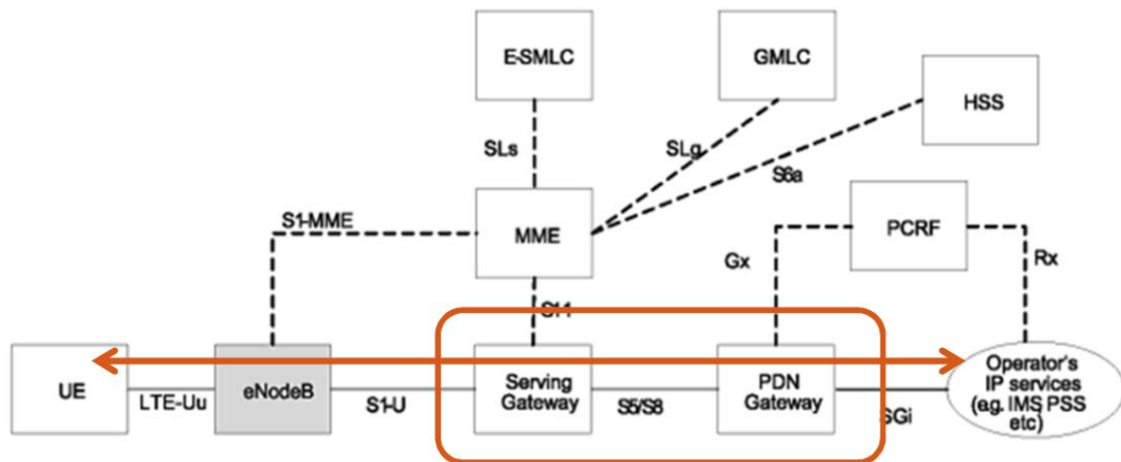 E-SMLC
GMLC
HSS
SLs
SLg
S6a
S1-MME
MME
PCRF
Gx
Rx
S11
UE
eNodeB
Serving
Gateway
PDN
Gateway
Operator's
IP services
(e.g. IMS, PSS
etc)
LTE-Uu
S1-U
S5/S8
SGi